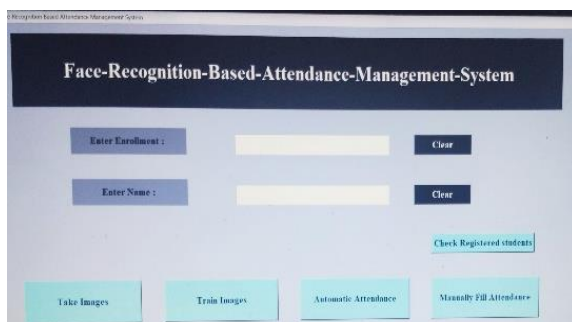 Face Recognition Based Attendance Management System
Face-Recognition-Based-Attendance-Management-System
Enter Enrollment :
Clear
Enter Name :
Clear
Check Registered students
Take Images
Train Images
Automatic Attendance
Manually Fill Attendance